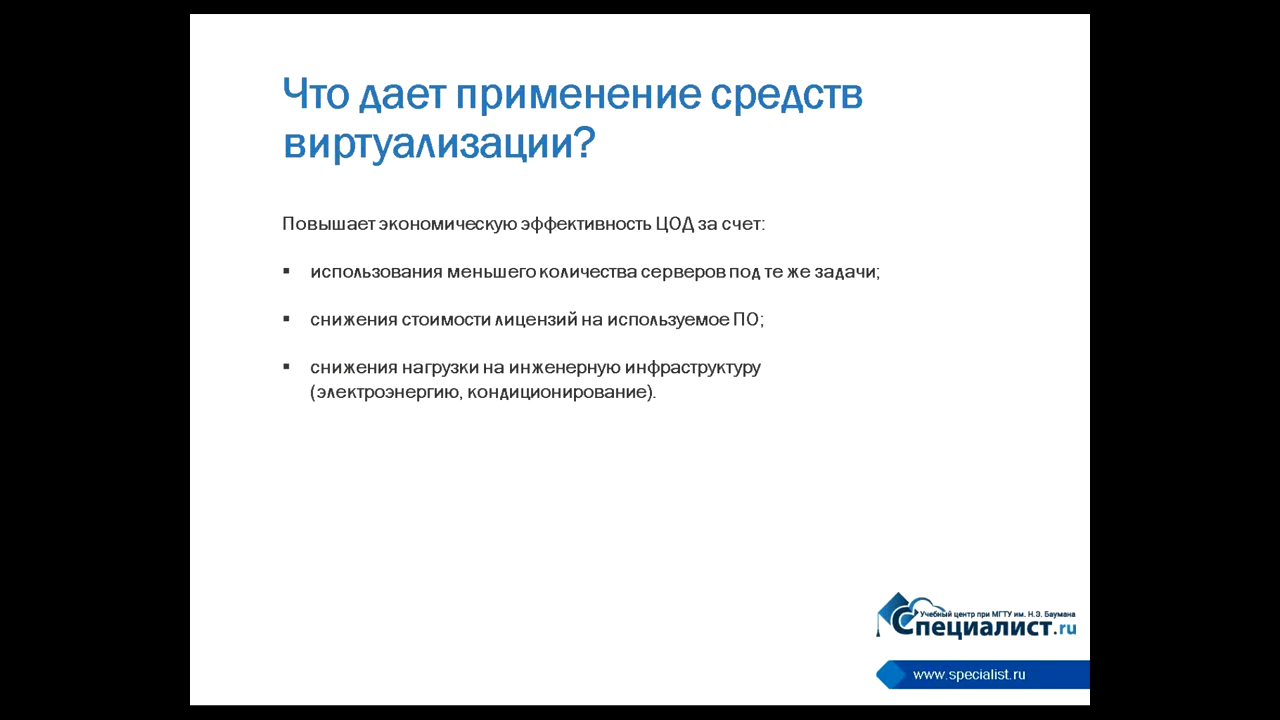 Что дает применение средств
виртуализации?
Повышает экономическую эффективность ЦОД за счет:
▪ использования меньшего количества серверов под те же задачи;
▪ снижения стоимости лицензий на используемое ПО;
▪ снижения нагрузки на инженерную инфраструктуру
(электроэнергию, кондиционирование).
Учебный центр при МГТУ им. Н.Э. Баумана
Специалист.ru
www.specialist.ru